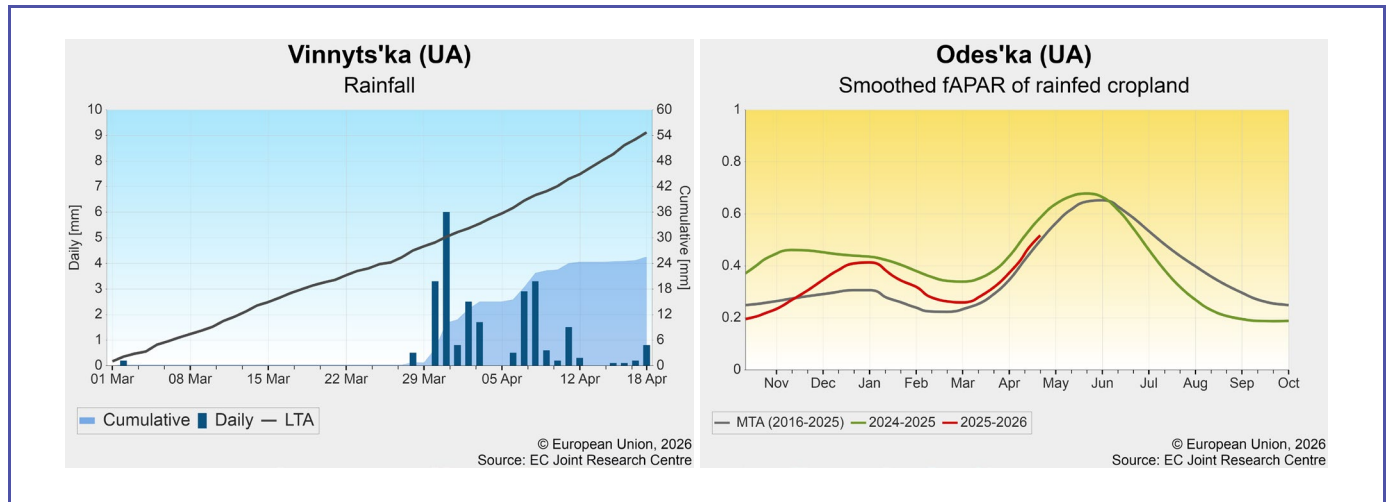 Vinnyts'ka (UA)
Rainfall
10
9
8
7
6
5
4
3
2
1
0
Daily [mm]
60
54
48
42
36
30
24
18
12
6
0
Cumulative [mm]
01 Mar
08 Mar
15 Mar
22 Mar
29 Mar
05 Apr
12 Apr
18 Apr
Cumulative Daily LTA
© European Union, 2026
Source: EC Joint Research Centre
Odes'ka (UA)
Smoothed fAPAR of rainfed cropland
1
0.8
0.6
0.4
0.2
0
Nov
Dec
Jan
Feb
Mar
Apr
May
Jun
Jul
Aug
Sep
Oct
MTA (2016-2025) 2024-2025 2025-2026
© European Union, 2026
Source: EC Joint Research Centre